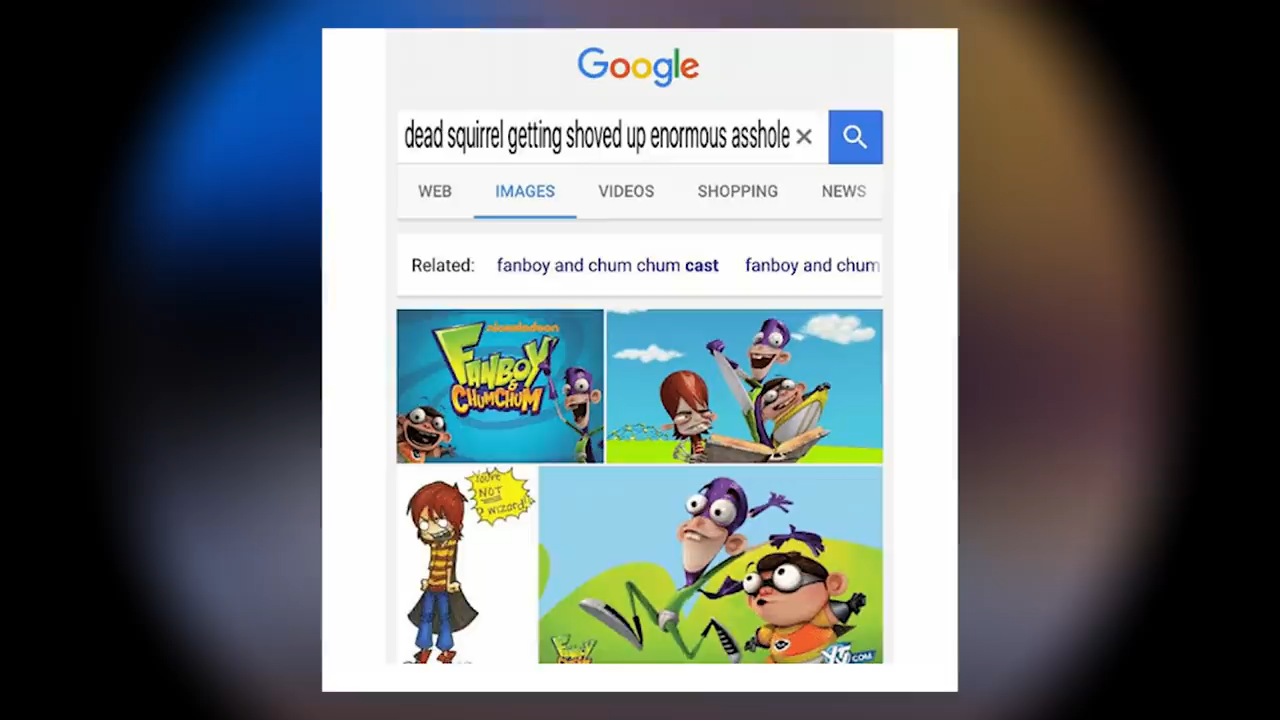 Google
dead squirrel getting shoved up enormous asshole ×
WEB IMAGES VIDEOS SHOPPING NEWS
Related: fanboy and chum chum cast fanboy and chum
nickelodeon
FANBOY
&
CHUMCHUM
You're
NOT
wizard!
.COM